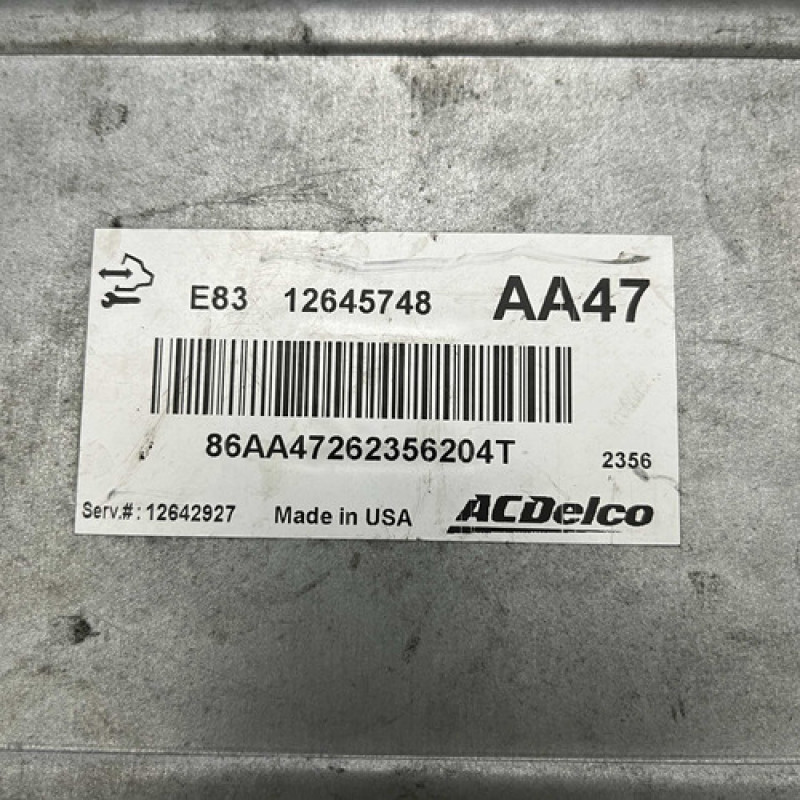 E83 12645748 AA47
86AA47262356204T
2356
Serv.#: 12642927 Made in USA ACDelco